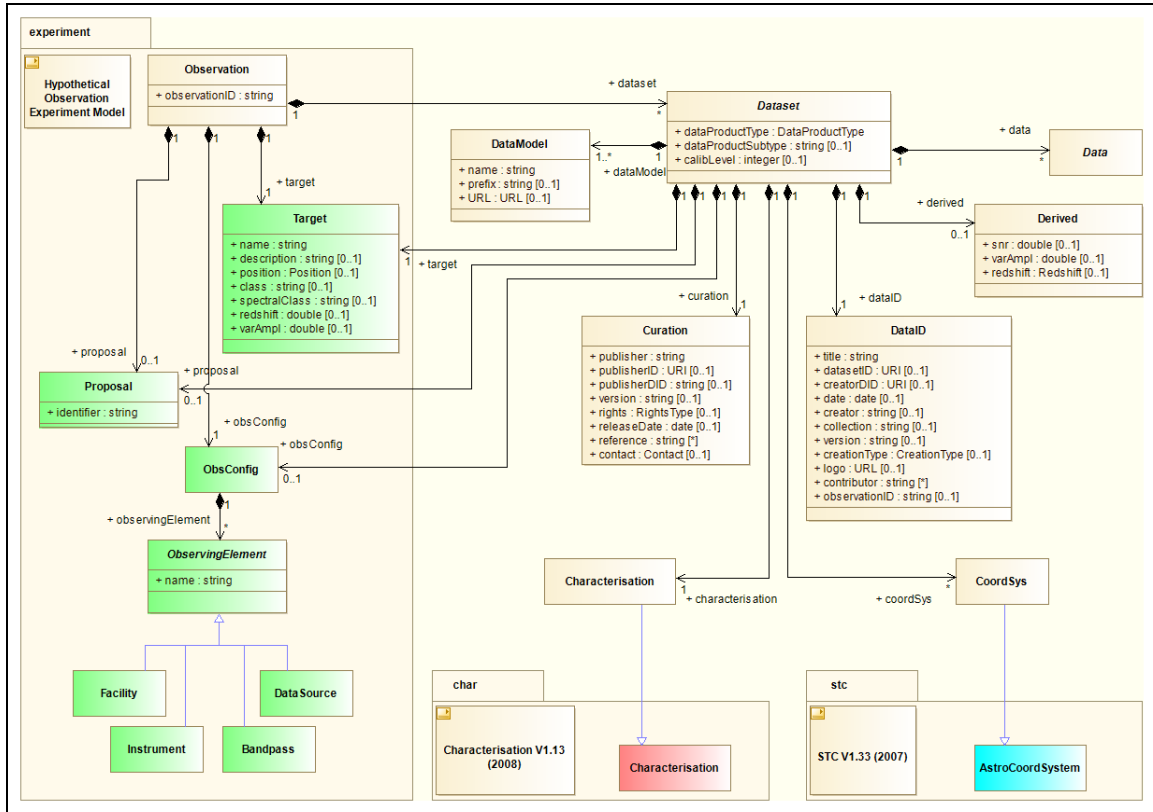 experiment
Hypothetical
Observation
Experiment Model
Observation
+ observationID : string
1
1
1
1
+ dataset
*
Dataset
+ dataProductType : DataProductType
+ dataProductSubtype : string [0..1]
+ calibLevel : integer [0..1]
1
1
1
1
1
1
1
1
1
1
DataModel
+ name : string
+ prefix : string [0..1]
+ URL : URL [0..1]
1..*
+ dataModel
+ data
*
Data
+ derived
0..1
Derived
+ snr : double [0..1]
+ varAmpl : double [0..1]
+ redshift : Redshift [0..1]
+ target
1
Target
+ name : string
+ description : string [0..1]
+ position : Position [0..1]
+ class : string [0..1]
+ spectralClass : string [0..1]
+ redshift : double [0..1]
+ varAmpl : double [0..1]
1
+ target
+ curation
1
Curation
+ publisher : string
+ publisherID : URI [0..1]
+ publisherDID : string [0..1]
+ version : string [0..1]
+ rights : RightsType [0..1]
+ releaseDate : date [0..1]
+ reference : string [*]
+ contact : Contact [0..1]
1
+ dataID
DataID
+ title : string
+ datasetID : URI [0..1]
+ creatorDID : URI [0..1]
+ date : date [0..1]
+ creator : string [0..1]
+ collection : string [0..1]
+ version : string [0..1]
+ creationType : CreationType [0..1]
+ logo : URL [0..1]
+ contributor : string [*]
+ observationID : string [0..1]
+ proposal
0..1
Proposal
+ identifier : string
+ proposal
0..1
+ obsConfig
1
+ obsConfig
0..1
ObsConfig
1
+ observingElement
*
ObservingElement
+ name : string
Facility
DataSource
Instrument
Bandpass
Characterisation
1
+ characterisation
CoordSys
*
+ coordSys
char
Characterisation V1.13
(2008)
Characterisation
stc
STC V1.33 (2007)
AstroCoordSystem